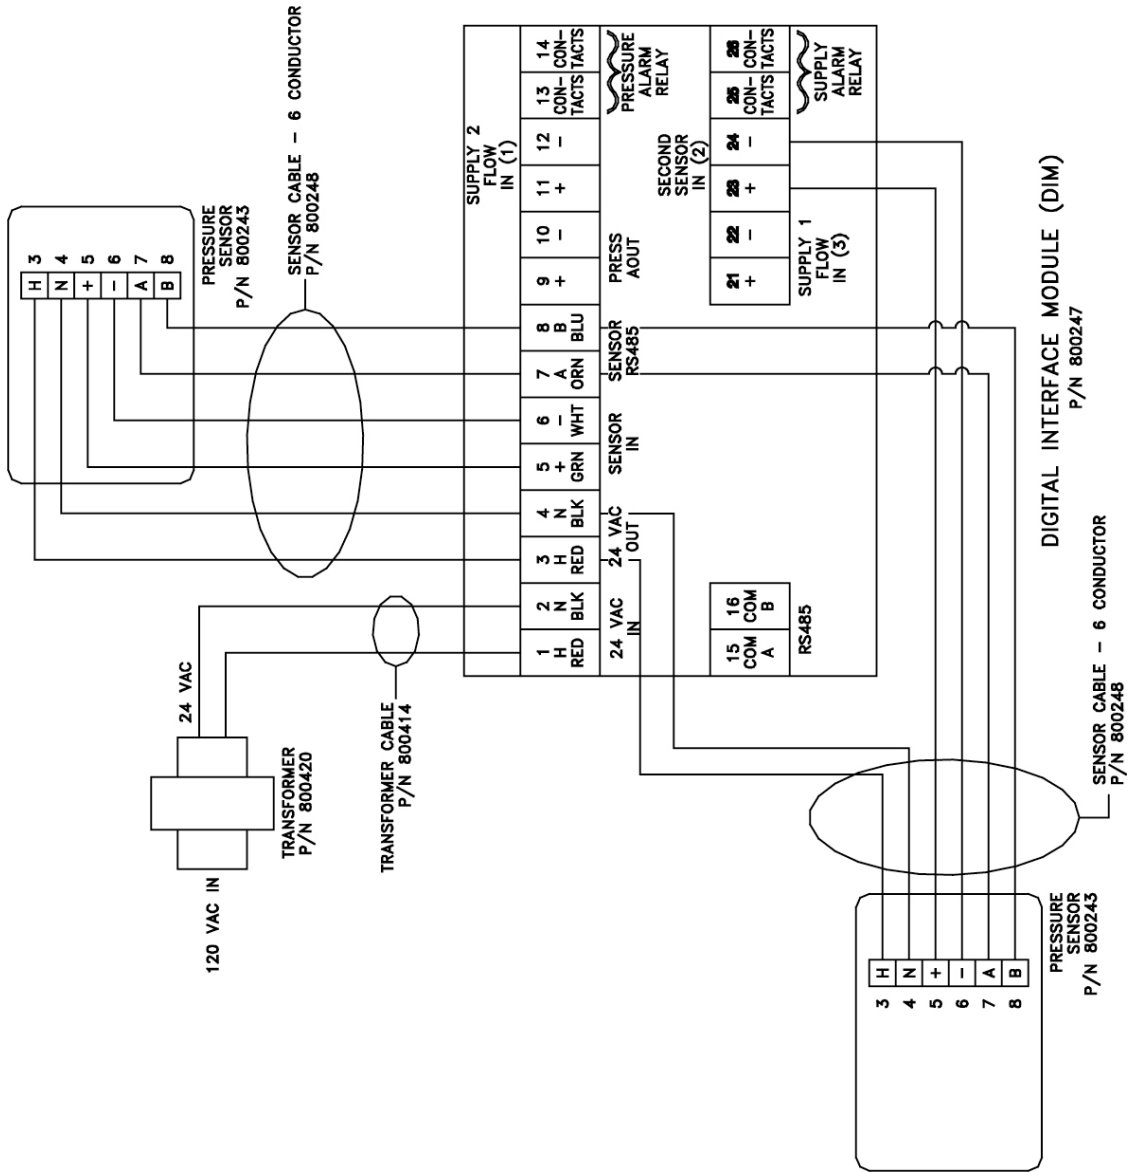 120 VAC IN
TRANSFORMER
P/N 800420
24 VAC
TRANSFORMER CABLE
P/N 800414
H 3
N 4
+ 5
- 6
A 7
B 8
PRESSURE
SENSOR
P/N 800243
SENSOR CABLE - 6 CONDUCTOR
P/N 800248
SUPPLY 2
FLOW
IN (1)
1
H
RED
2
N
BLK
3
H
RED
4
N
BLK
5
+
GRN
6
-
WHT
7
A
ORN
8
B
BLU
9
+
10
-
11
+
12
-
13
CON-
TACTS
14
CON-
TACTS
24 VAC
IN
24 VAC
OUT
SENSOR
IN
SENSOR
RS485
PRESS
AOUT
PRESSURE
ALARM
RELAY
SECOND
SENSOR
IN (2)
15
COM
A
16
COM
B
21
+
22
-
23
+
24
-
25
CON-
TACTS
26
CON-
TACTS
RS485
SUPPLY 1
FLOW
IN (3)
SUPPLY
ALARM
RELAY
DIGITAL INTERFACE MODULE (DIM)
P/N 800247
SENSOR CABLE - 6 CONDUCTOR
P/N 800248
3 H
4 N
5 +
6 -
7 A
8 B
PRESSURE
SENSOR
P/N 800243